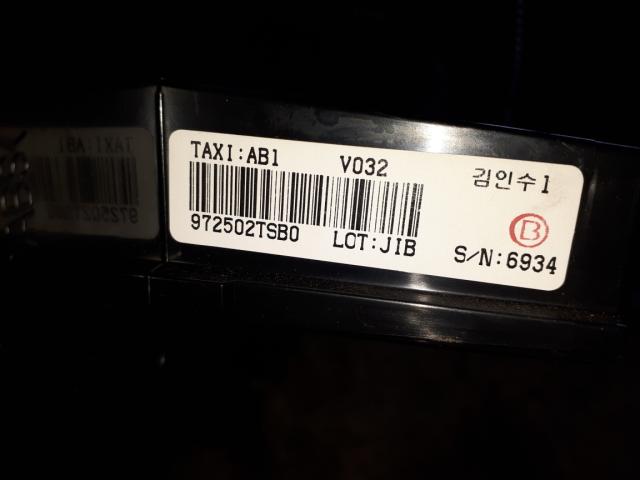 TAXI:AB1 V032 김인수1
972502TSB0 LOT:JIB S/N:6934
B